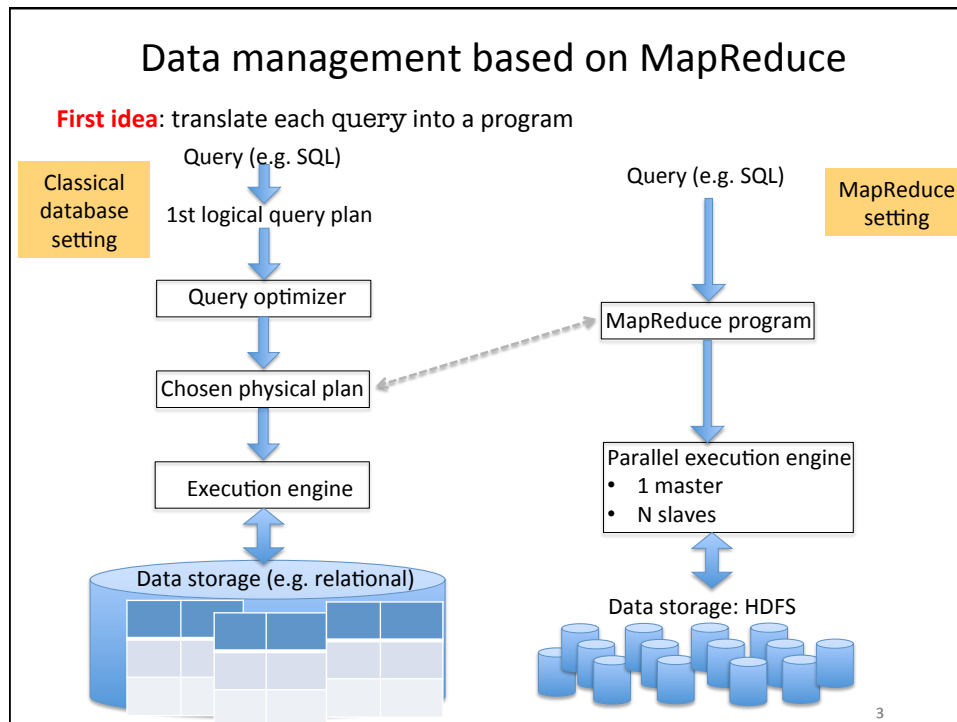 Data management based on MapReduce
First idea: translate each query into a program
Classical
database
setting
Query (e.g. SQL)
1st logical query plan
Query optimizer
Chosen physical plan
Execution engine
Data storage (e.g. relational)
Query (e.g. SQL)
MapReduce
setting
MapReduce program
Parallel execution engine
• 1 master
• N slaves
Data storage: HDFS
3